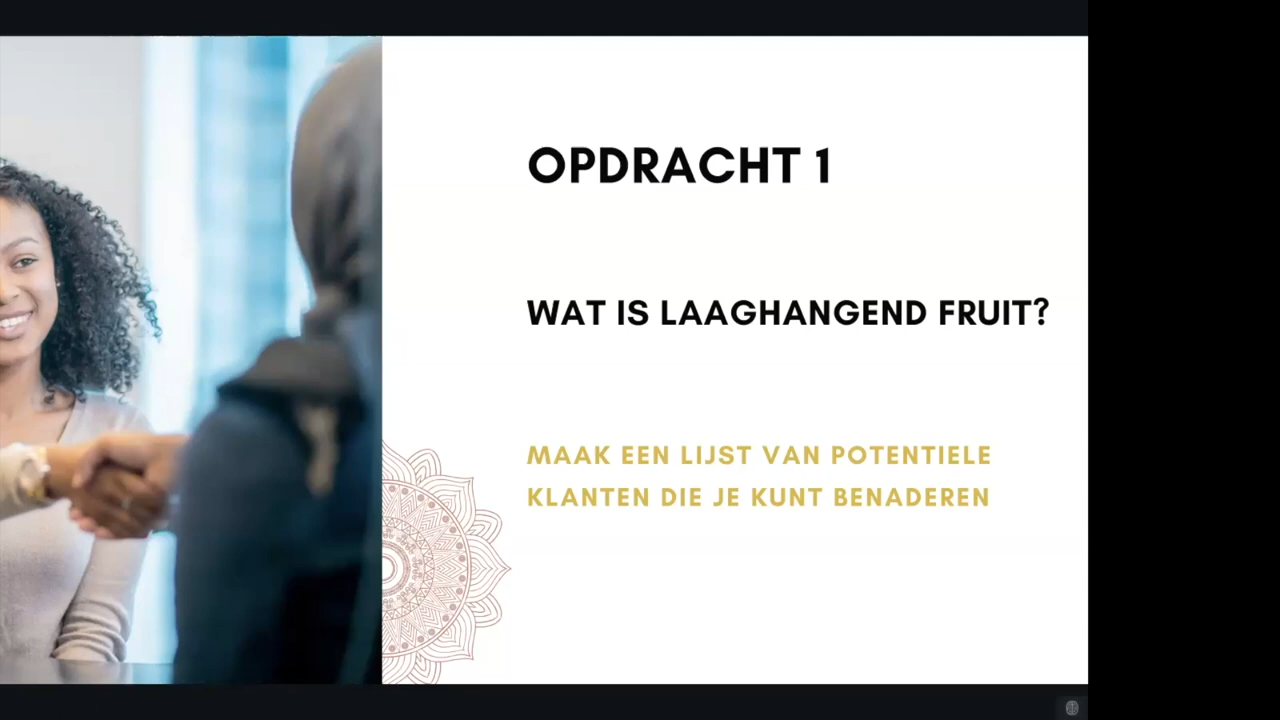 OPDRACHT 1
WAT IS LAAGHANGEND FRUIT?
MAAK EEN LIJST VAN POTENTIELE
KLANTEN DIE JE KUNT BENADEREN